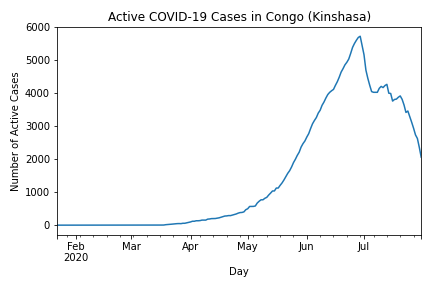 Active COVID-19 Cases in Congo (Kinshasa)
Number of Active Cases
6000
5000
4000
3000
2000
1000
0
Feb Mar Apr May Jun Jul
2020
Day